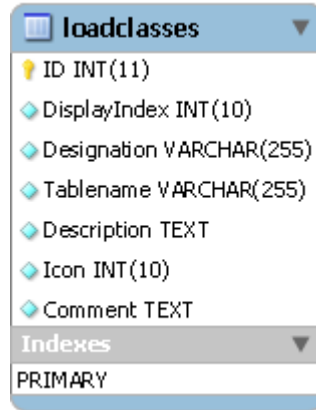 loadclasses
ID INT(11)
DisplayIndex INT(10)
Designation VARCHAR(255)
Tablename VARCHAR(255)
Description TEXT
Icon INT(10)
Comment TEXT
Indexes
PRIMARY